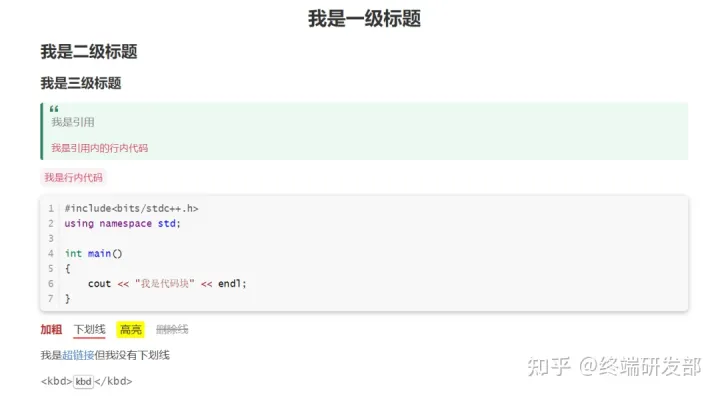 我是一级标题
我是二级标题
我是三级标题
“
我是引用
我是引用内的行内代码
我是行内代码
1 #include<bits/stdc++.h>
2 using namespace std;
3
4 int main()
5 {
6 cout << "我是代码块" << endl;
7 }
加粗 下划线 高亮 删除线
我是超链接但我没有下划线
<kbd>kbd</kbd>
知乎 @终端研发部